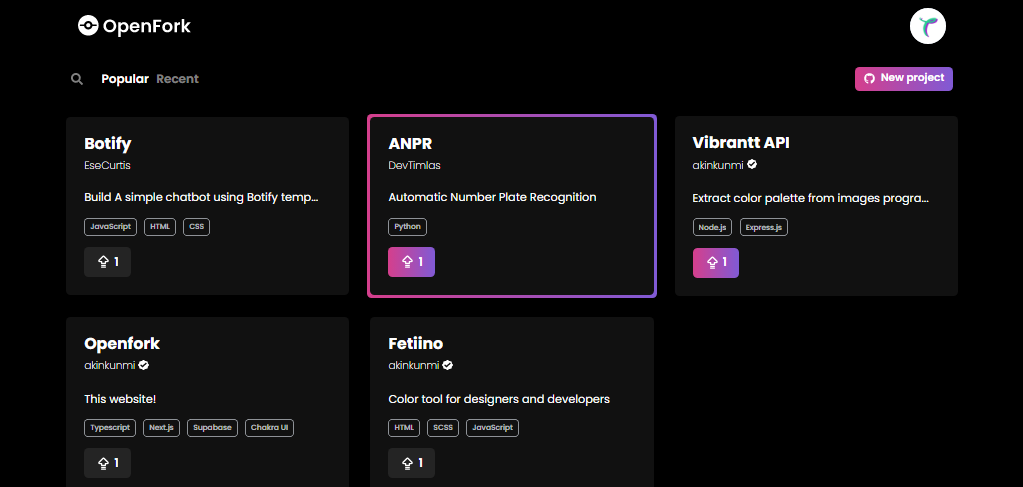 OpenFork
Popular Recent
New project
Botify
EseCurtis
Build A simple chatbot using Botify temp...
JavaScript HTML CSS
1
ANPR
DevTimlas
Automatic Number Plate Recognition
Python
1
Vibrantt API
akinkunmi
Extract color palette from images progra...
Node.js Express.js
1
Openfork
akinkunmi
This website!
Typescript Next.js Supabase Chakra UI
1
Fetiino
akinkunmi
Color tool for designers and developers
HTML SCSS JavaScript
1